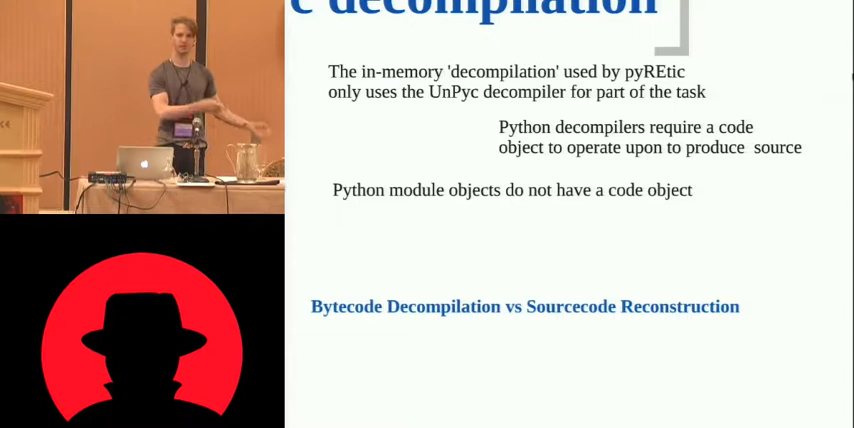 c decompilation
The in-memory 'decompilation' used by pyREtic
only uses the UnPyc decompiler for part of the task
Python decompilers require a code
object to operate upon to produce source
Python module objects do not have a code object
Bytecode Decompilation vs Sourcecode Reconstruction